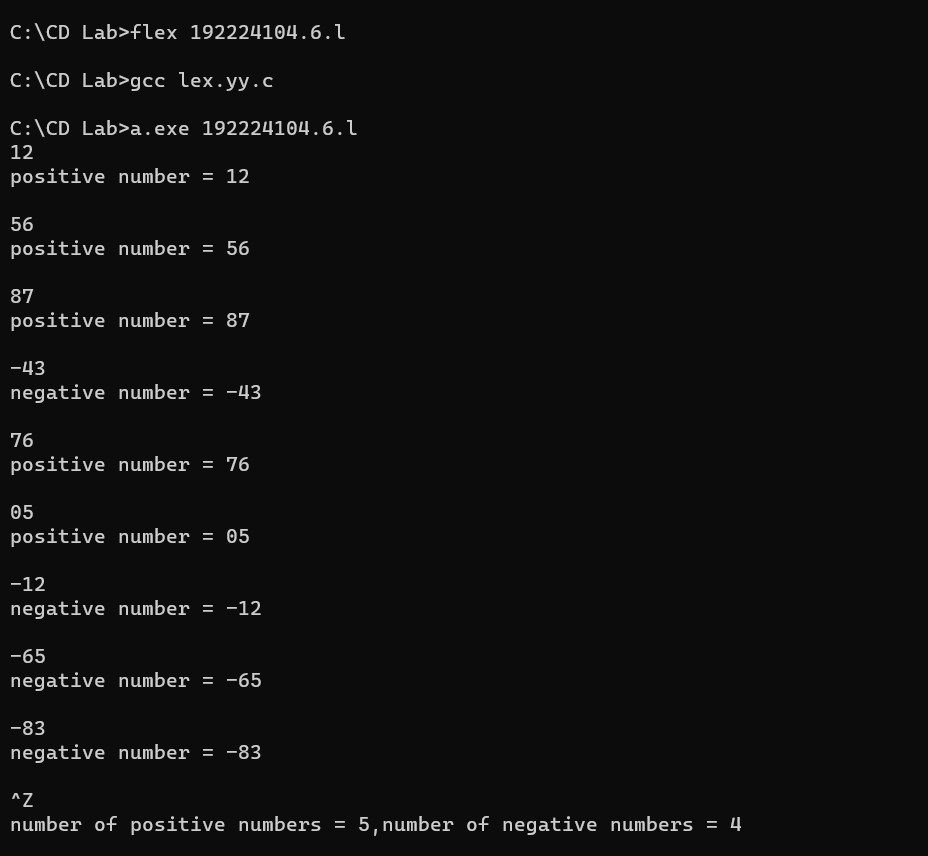 C:\CD Lab>flex 192224104.6.l
C:\CD Lab>gcc lex.yy.c
C:\CD Lab>a.exe 192224104.6.l
12
positive number = 12
56
positive number = 56
87
positive number = 87
-43
negative number = -43
76
positive number = 76
05
positive number = 05
-12
negative number = -12
-65
negative number = -65
-83
negative number = -83
^Z
number of positive numbers = 5,number of negative numbers = 4